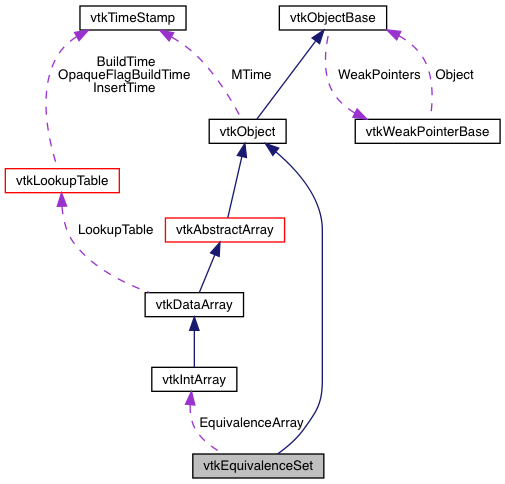 vtkTimeStamp
vtkObjectBase
BuildTime
OpaqueFlagBuildTime
InsertTime
MTime
WeakPointers
Object
vtkObject
vtkWeakPointerBase
vtkLookupTable
LookupTable
vtkAbstractArray
vtkDataArray
vtkIntArray
EquivalenceArray
vtkEquivalenceSet